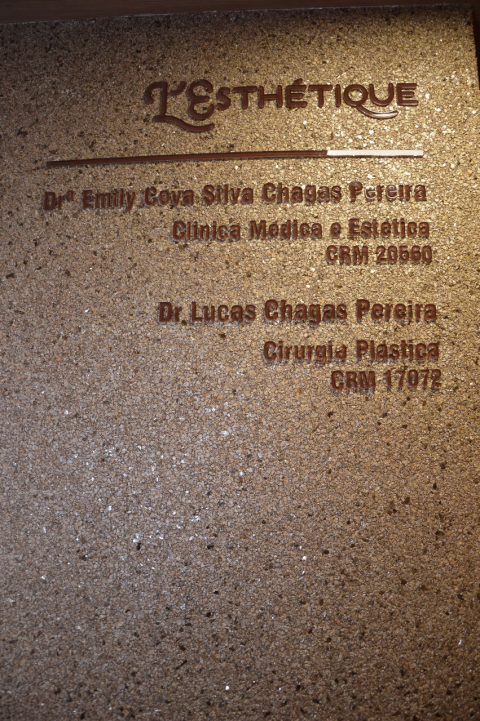 L'ESTHÉTIQUE
Drª Emily Cova Silva Chagas Pereira
Clínica Médica e Estética
CRM 20560
Dr. Lucas Chagas Pereira
Cirurgia Plástica
CRM 17072